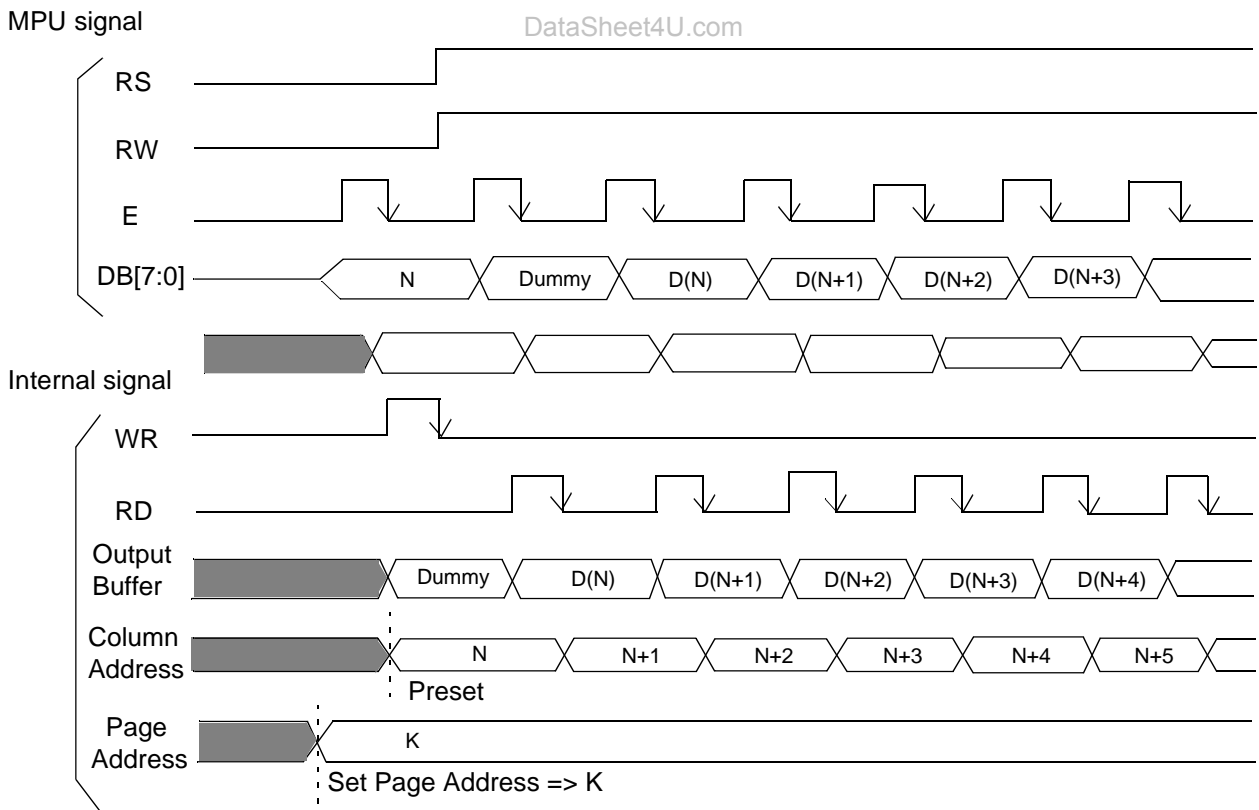 MPU signal
DataSheet4U.com
RS
RW
E
DB[7:0] N Dummy D(N) D(N+1) D(N+2) D(N+3)
Internal signal
WR
RD
Output
Buffer
Dummy D(N) D(N+1) D(N+2) D(N+3) D(N+4)
Column
Address
N N+1 N+2 N+3 N+4 N+5
Preset
Page
Address
K
Set Page Address => K